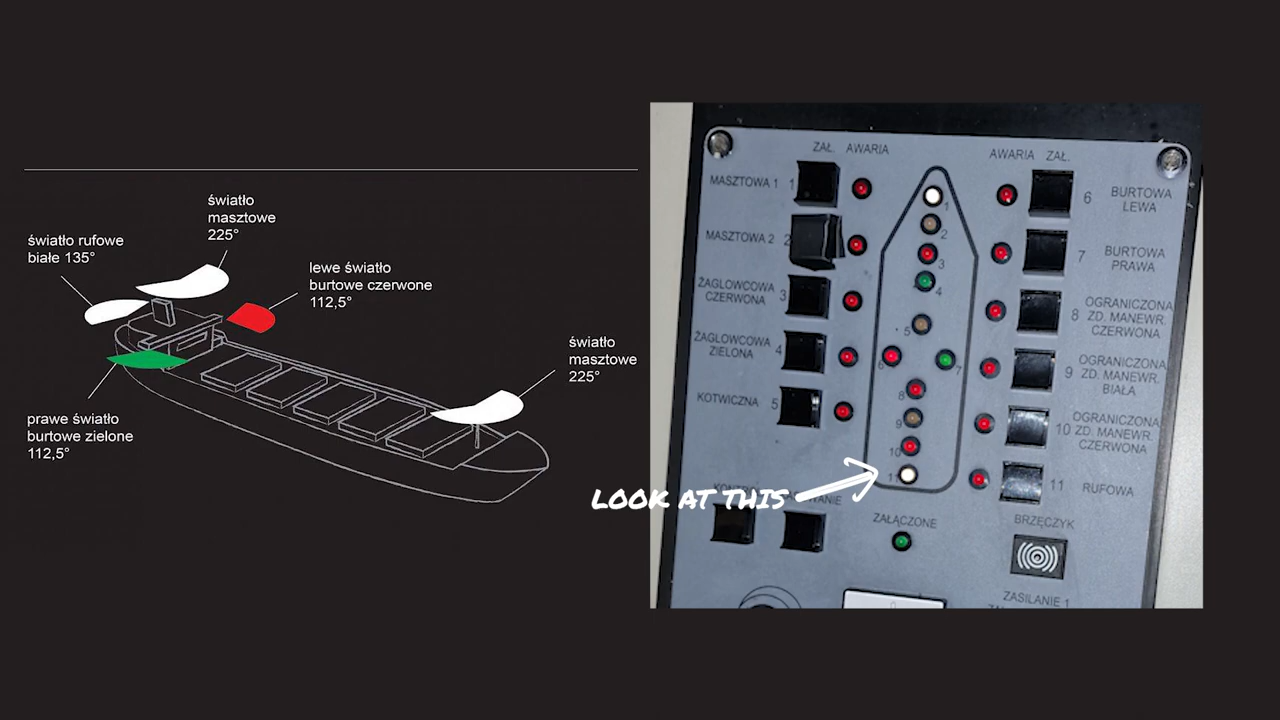 światło
masztowe
225°
światło rufowe
białe 135°
lewe światło
burtowe czerwone
112,5°
światło
masztowe
225°
prawe światło
burtowe zielone
112,5°
ZAŁ. AWARIA
AWARIA ZAŁ.
MASZTOWA 1 1
MASZTOWA 2 2
ŻAGLOWCOWA
CZERWONA 3
ŻAGLOWCOWA
ZIELONA 4
KOTWICZNA 5
1
2
3
4
5
6
7
8
9
10
11
6 BURTOWA
LEWA
7 BURTOWA
PRAWA
8 OGRANICZONA
ZD. MANEWR.
CZERWONA
9 OGRANICZONA
ZD. MANEWR.
BIAŁA
10 OGRANICZONA
ZD. MANEWR.
CZERWONA
11 RUFOWA
LOOK AT THIS
ZAŁĄCZONE
BRZĘCZYK
ZASILANIE 1